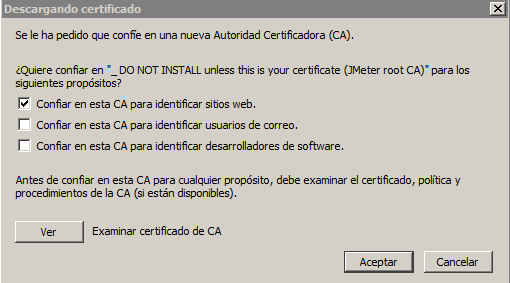 Descargando certificado
Se le ha pedido que confíe en una nueva Autoridad Certificadora (CA).
¿Quiere confiar en "_ DO NOT INSTALL unless this is your certificate (JMeter root CA)" para los
siguientes propósitos?
Confiar en esta CA para identificar sitios web.
Confiar en esta CA para identificar usuarios de correo.
Confiar en esta CA para identificar desarrolladores de software.
Antes de confiar en esta CA para cualquier propósito, debe examinar el certificado, política y
procedimientos de la CA (si están disponibles).
Ver Examinar certificado de CA
Aceptar Cancelar